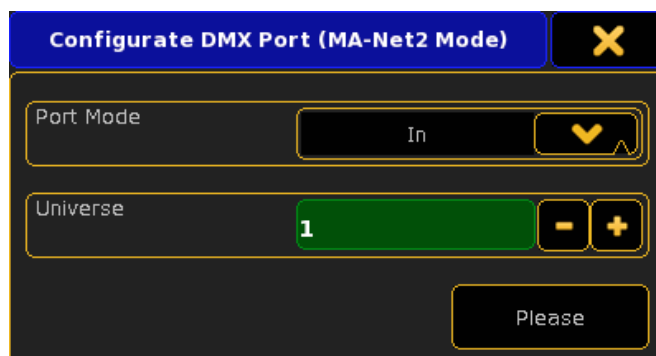 Configurate DMX Port (MA-Net2 Mode)
Port Mode
In
Universe
1
Please